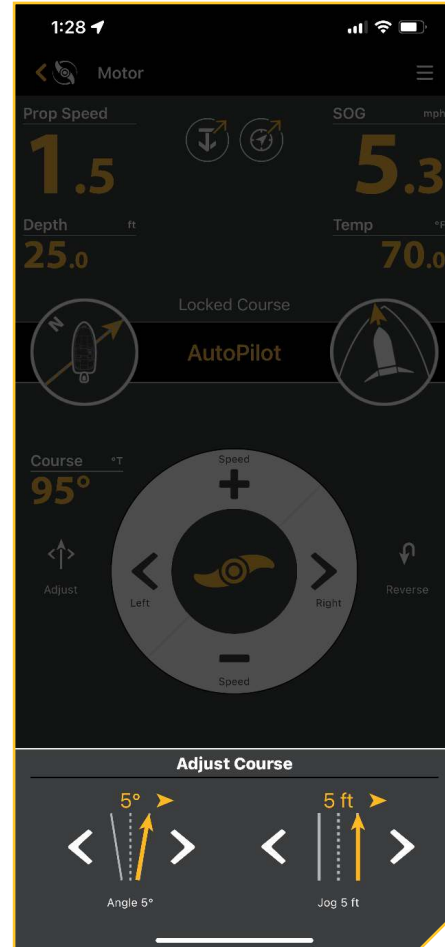 1:28
Motor
Prop Speed
SOG mph
1.5
5.3
Depth ft
Temp °F
25.0
70.0
N
Locked Course
AutoPilot
Course °T
95°
Speed
Adjust
Left
Right
Reverse
Speed
Adjust Course
5°
5 ft
Angle 5°
Jog 5 ft